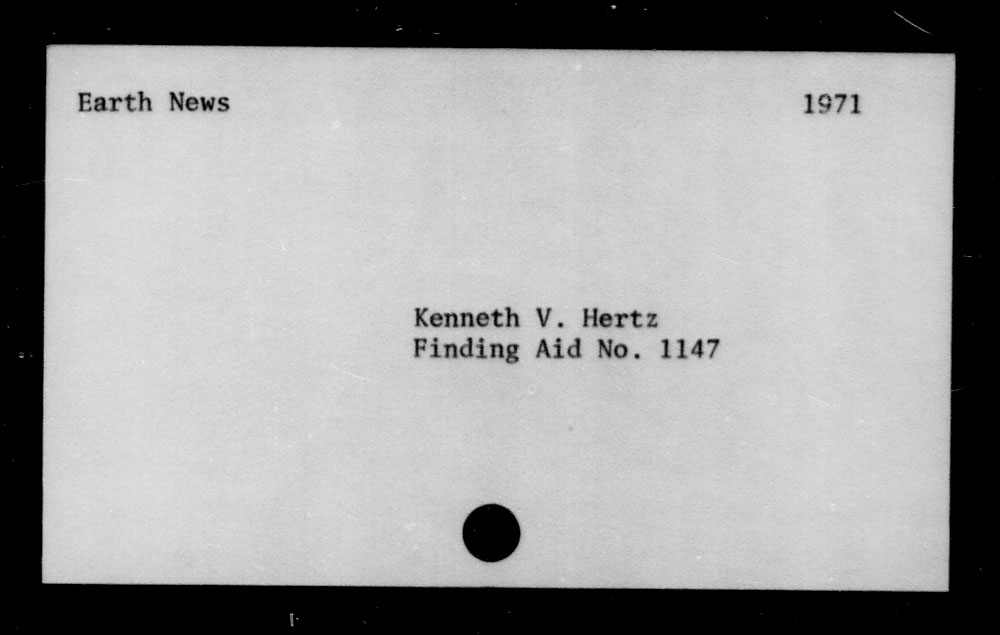 Earth News 1971
Kenneth V. Hertz
Finding Aid No. 1147